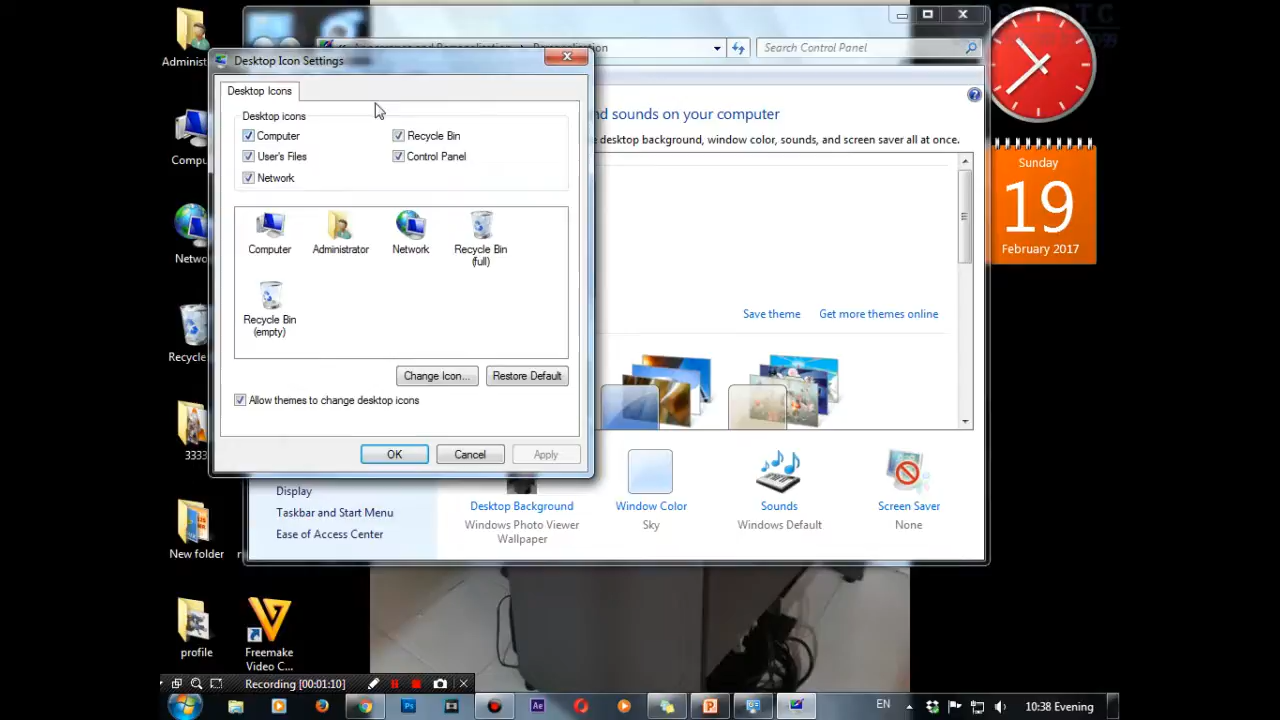 Administ
Compu
Netwo
Recycle
3333
New folder
profile
Freemake
Video C...
Desktop Icon Settings
Desktop Icons
Desktop icons
Computer
Recycle Bin
User's Files
Control Panel
Network
Computer
Administrator
Network
Recycle Bin
(full)
Recycle Bin
(empty)
Change Icon...
Restore Default
Allow themes to change desktop icons
OK
Cancel
Apply
Search Control Panel
nd sounds on your computer
e desktop background, window color, sounds, and screen saver all at once.
Save theme
Get more themes online
Display
Taskbar and Start Menu
Ease of Access Center
Desktop Background
Windows Photo Viewer
Wallpaper
Window Color
Sky
Sounds
Windows Default
Screen Saver
None
Sunday
19
February 2017
Recording [00:01:10]
Ps
Ae
EN
10:38 Evening